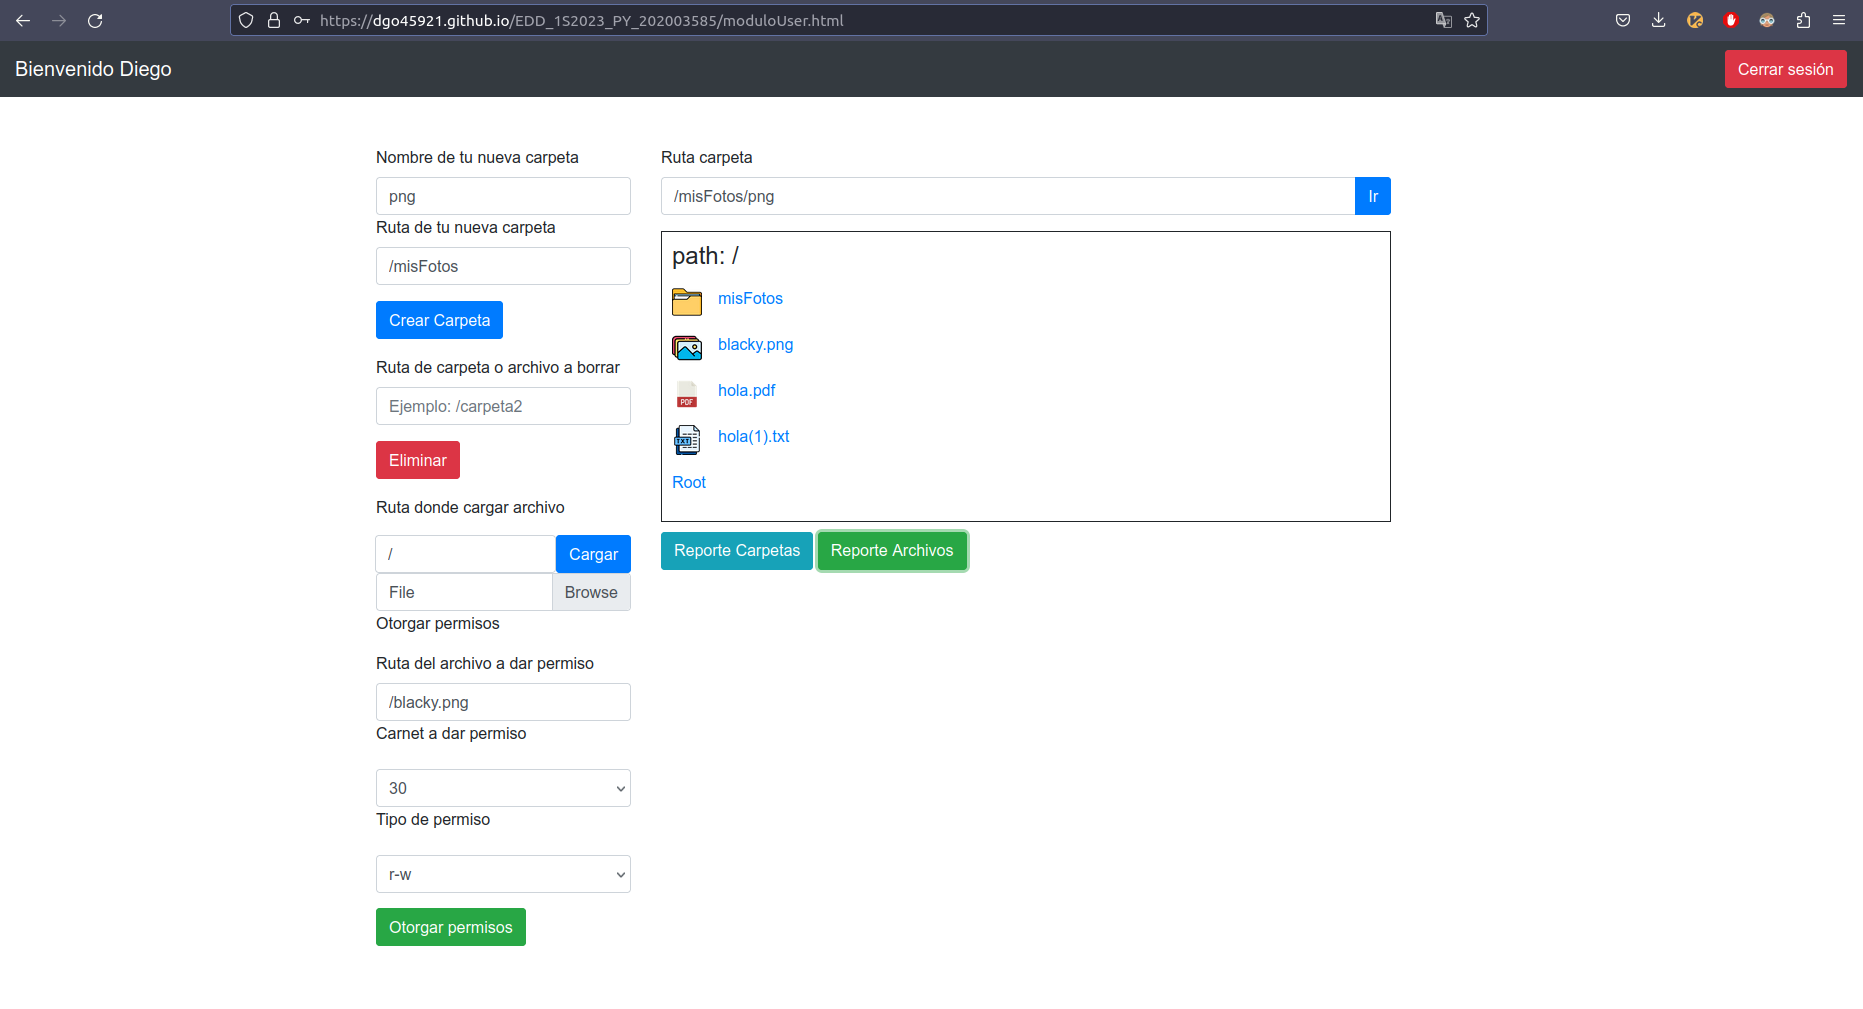 https://dgo45921.github.io/EDD_1S2023_PY_202003585/moduloUser.html
Bienvenido Diego
Cerrar sesión
Nombre de tu nueva carpeta
png
Ruta de tu nueva carpeta
/misFotos
Crear Carpeta
Ruta de carpeta o archivo a borrar
Ejemplo: /carpeta2
Eliminar
Ruta donde cargar archivo
/
Cargar
File
Browse
Otorgar permisos
Ruta del archivo a dar permiso
/blacky.png
Carnet a dar permiso
30
Tipo de permiso
r-w
Otorgar permisos
Ruta carpeta
/misFotos/png
Ir
path: /
misFotos
blacky.png
PDF
hola.pdf
TXT
hola(1).txt
Root
Reporte Carpetas
Reporte Archivos